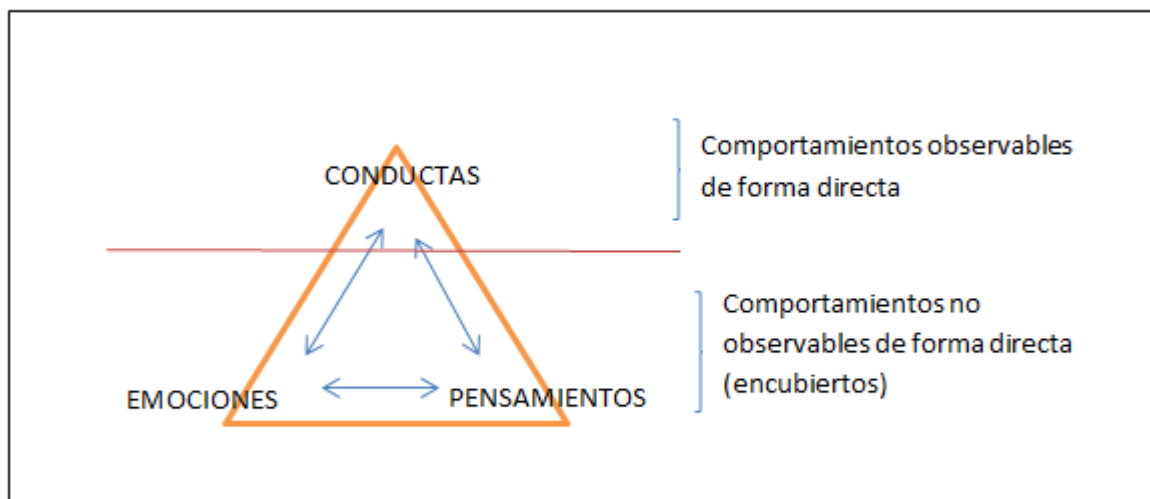 CONDUCTAS
Comportamientos observables
de forma directa
EMOCIONES
PENSAMIENTOS
Comportamientos no
observables de forma directa
(encubiertos)